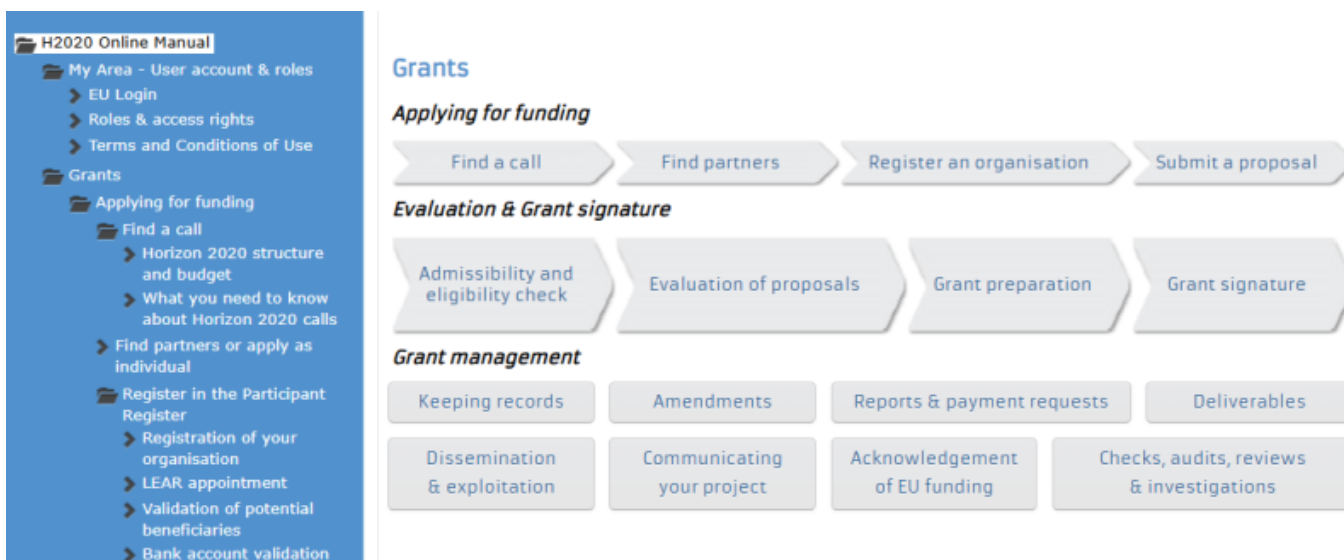 H2020 Online Manual
My Area - User account & roles
EU Login
Roles & access rights
Terms and Conditions of Use
Grants
Applying for funding
Find a call
Horizon 2020 structure
and budget
What you need to know
about Horizon 2020 calls
Find partners or apply as
individual
Register in the Participant
Register
Registration of your
organisation
LEAR appointment
Validation of potential
beneficiaries
Bank account validation
Grants
Applying for funding
Find a call
Find partners
Register an organisation
Submit a proposal
Evaluation & Grant signature
Admissibility and
eligibility check
Evaluation of proposals
Grant preparation
Grant signature
Grant management
Keeping records
Amendments
Reports & payment requests
Deliverables
Dissemination
& exploitation
Communicating
your project
Acknowledgement
of EU funding
Checks, audits, reviews
& investigations